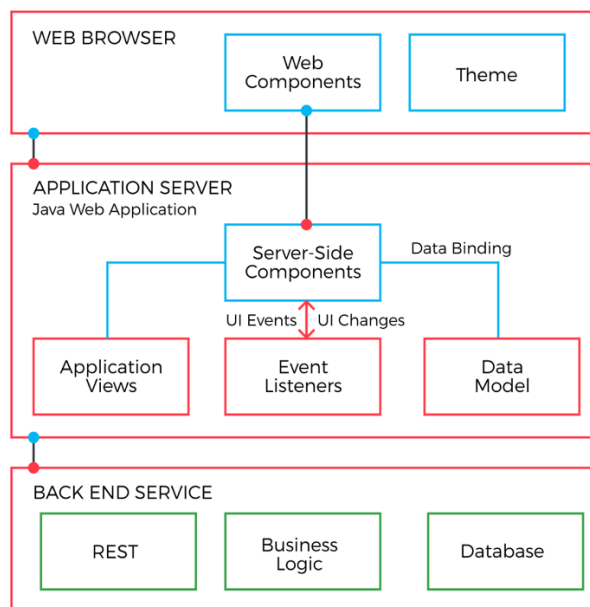 WEB BROWSER
Web
Components
Theme
APPLICATION SERVER
Java Web Application
Server-Side
Components
Data Binding
UI Events
UI Changes
Application
Views
Event
Listeners
Data
Model
BACK END SERVICE
REST
Business
Logic
Database